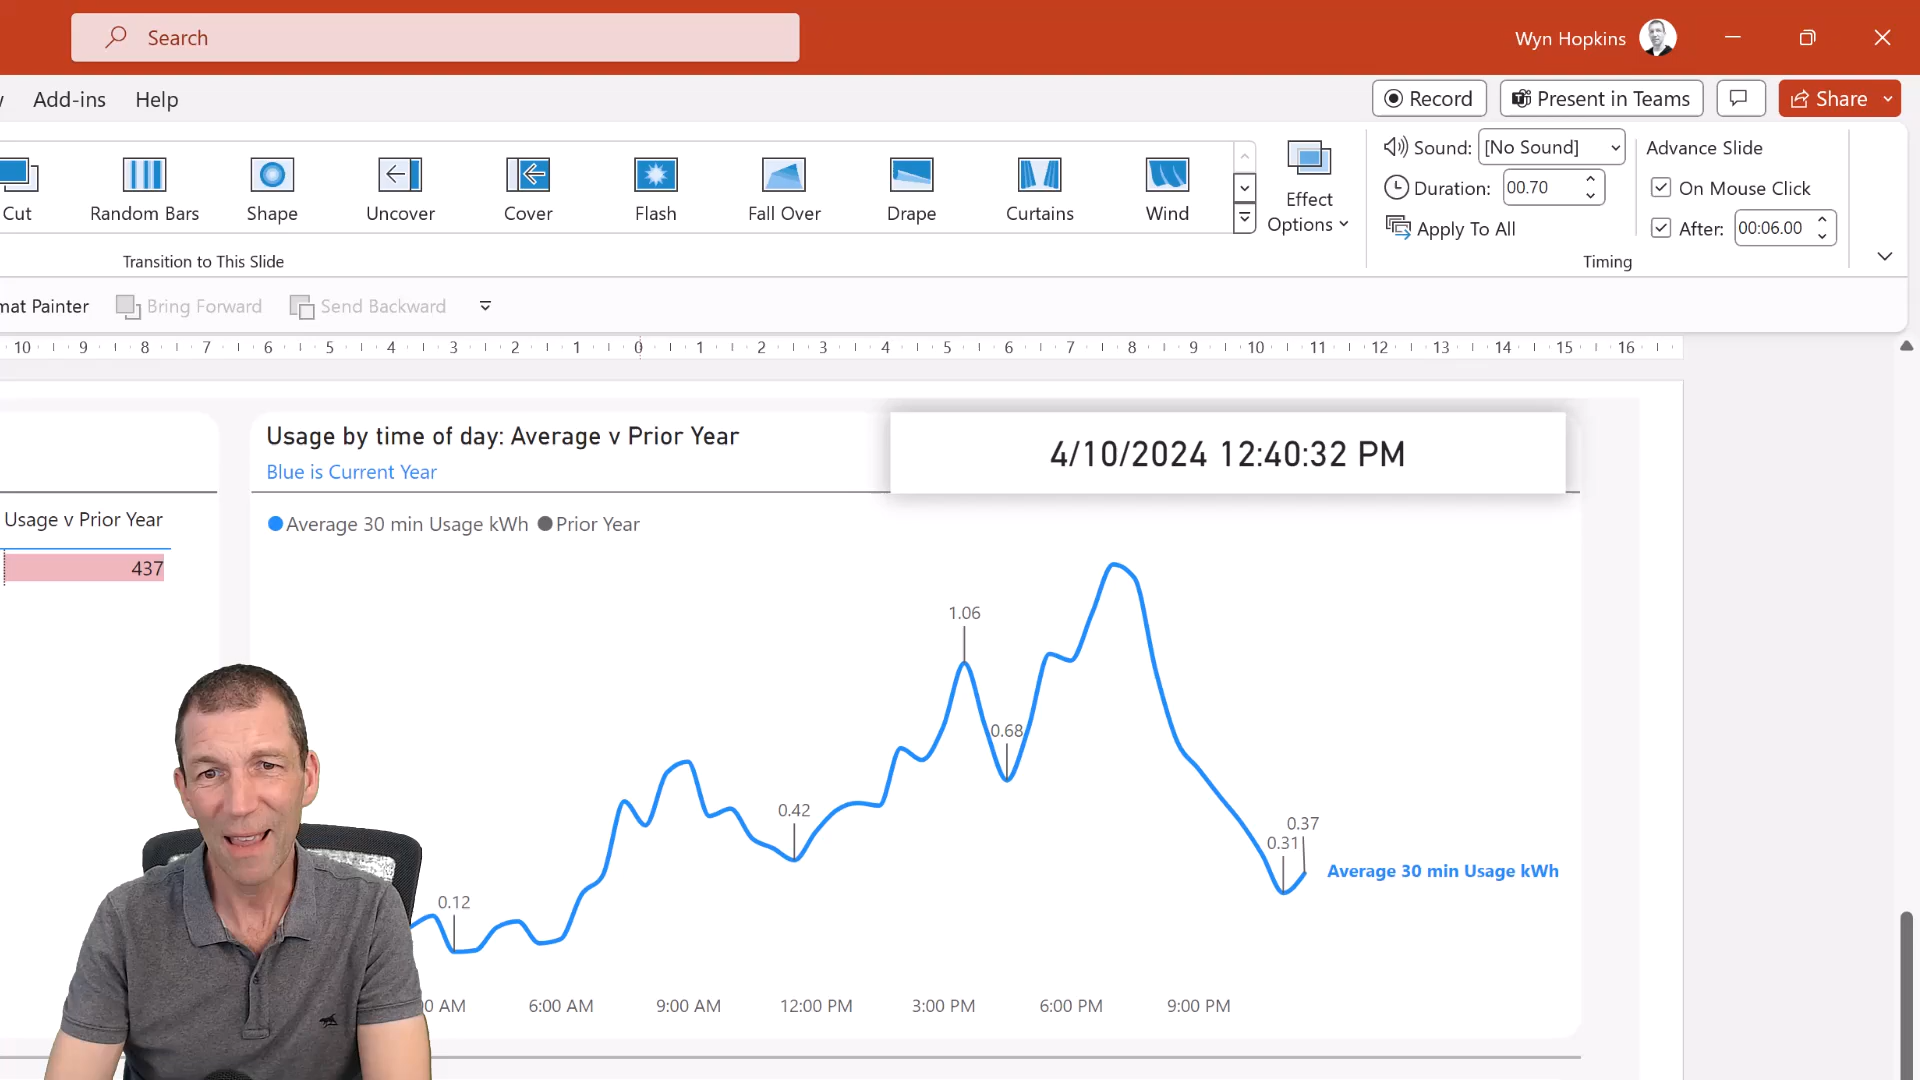 Search
Wyn Hopkins
Add-ins
Help
Record
Present in Teams
Share
Cut
Random Bars
Shape
Uncover
Cover
Flash
Fall Over
Drape
Curtains
Wind
Effect
Options
Sound:
[No Sound]
Duration:
00.70
Apply To All
Advance Slide
On Mouse Click
After:
00:06.00
Transition to This Slide
Timing
mat Painter
Bring Forward
Send Backward
10 9 8 7 6 5 4 3 2 1 0 1 2 3 4 5 6 7 8 9 10 11 12 13 14 15 16
Usage by time of day: Average v Prior Year
Blue is Current Year
4/10/2024 12:40:32 PM
Usage v Prior Year
437
Average 30 min Usage kWh
Prior Year
1.06
0.68
0.42
0.37
0.31
0.12
Average 30 min Usage kWh
0 AM
6:00 AM
9:00 AM
12:00 PM
3:00 PM
6:00 PM
9:00 PM